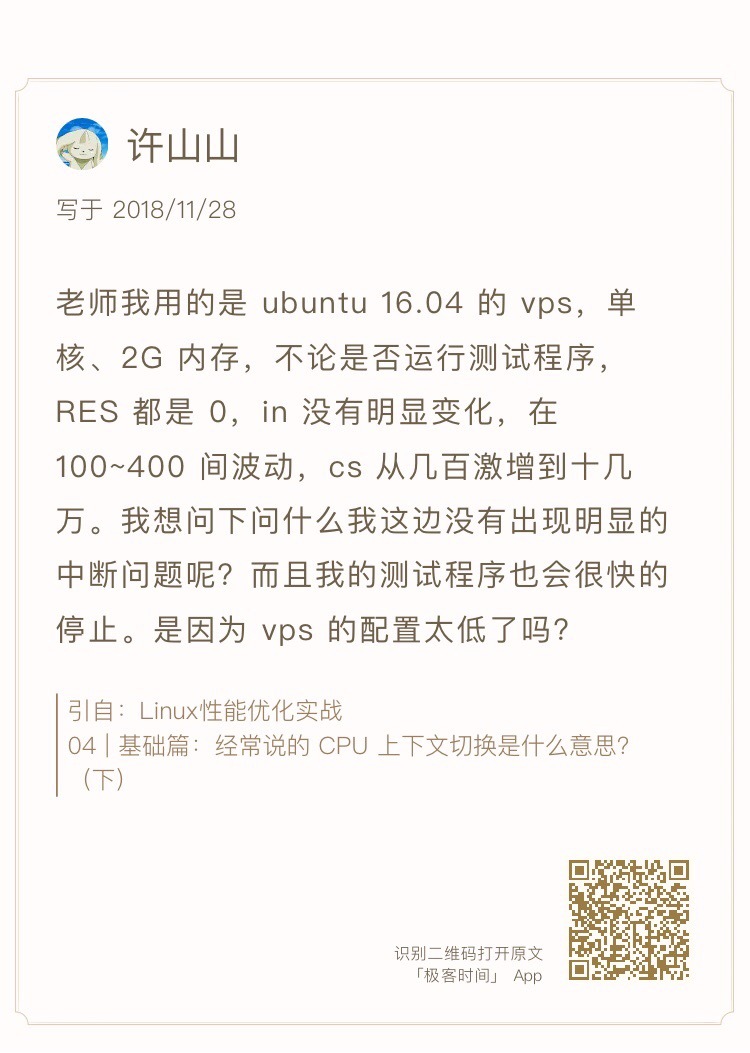 许山山
写于 2018/11/28
老师我用的是 ubuntu 16.04 的 vps，单
核、2G 内存，不论是否运行测试程序，
RES 都是 0，in 没有明显变化，在
100~400 间波动，cs 从几百激增到十几
万。我想问下问什么我这边没有出现明显的
中断问题呢？而且我的测试程序也会很快的
停止。是因为 vps 的配置太低了吗？
引自：Linux性能优化实战
04 | 基础篇：经常说的 CPU 上下文切换是什么意思？
（下）
识别二维码打开原文
「极客时间」 App